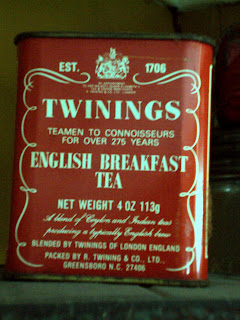 EST. 1706
TWININGS
TEAMEN TO CONNOISSEURS
FOR OVER 275 YEARS
ENGLISH BREAKFAST
TEA
NET WEIGHT 4 OZ 113g
A blend of Ceylon and Indian teas
producing a typically English brew
BLENDED BY TWININGS OF LONDON ENGLAND
PACKED BY R. TWINING & CO., LTD.,
GREENSBORO N.C. 27406